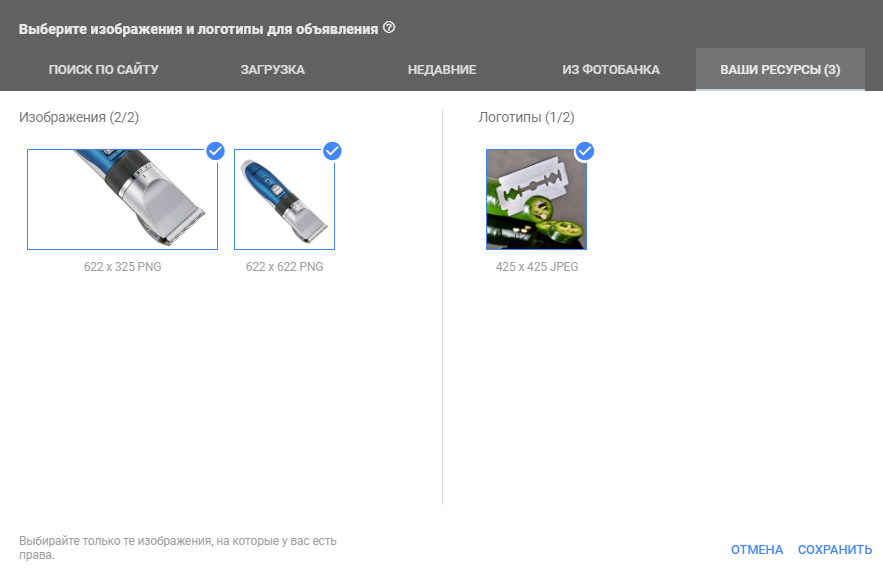 Выберите изображения и логотипы для объявления
ПОИСК ПО САЙТУ
ЗАГРУЗКА
НЕДАВНИЕ
ИЗ ФОТОБАНКА
ВАШИ РЕСУРСЫ (3)
Изображения (2/2)
622 x 325 PNG
622 x 622 PNG
Логотипы (1/2)
425 x 425 JPEG
Выбирайте только те изображения, на которые у вас есть
права.
ОТМЕНА
СОХРАНИТЬ